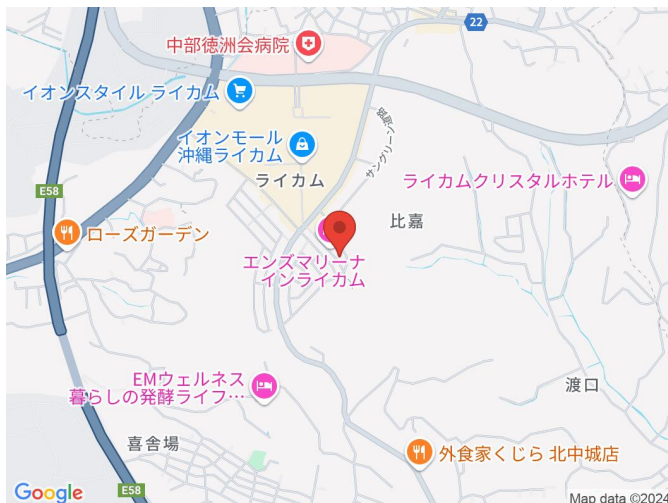 22
中部徳洲会病院
イオンスタイル ライカム
イオンモール
沖縄ライカム
サングリーン道路
ライカム
ライカムクリスタルホテル
E58
比嘉
ローズガーデン
エンズマリーナ
インライカム
EMウェルネス
暮らしの発酵ライフ…
渡口
喜舎場
外食家くじら 北中城店
Google
E58
Map data ©2024